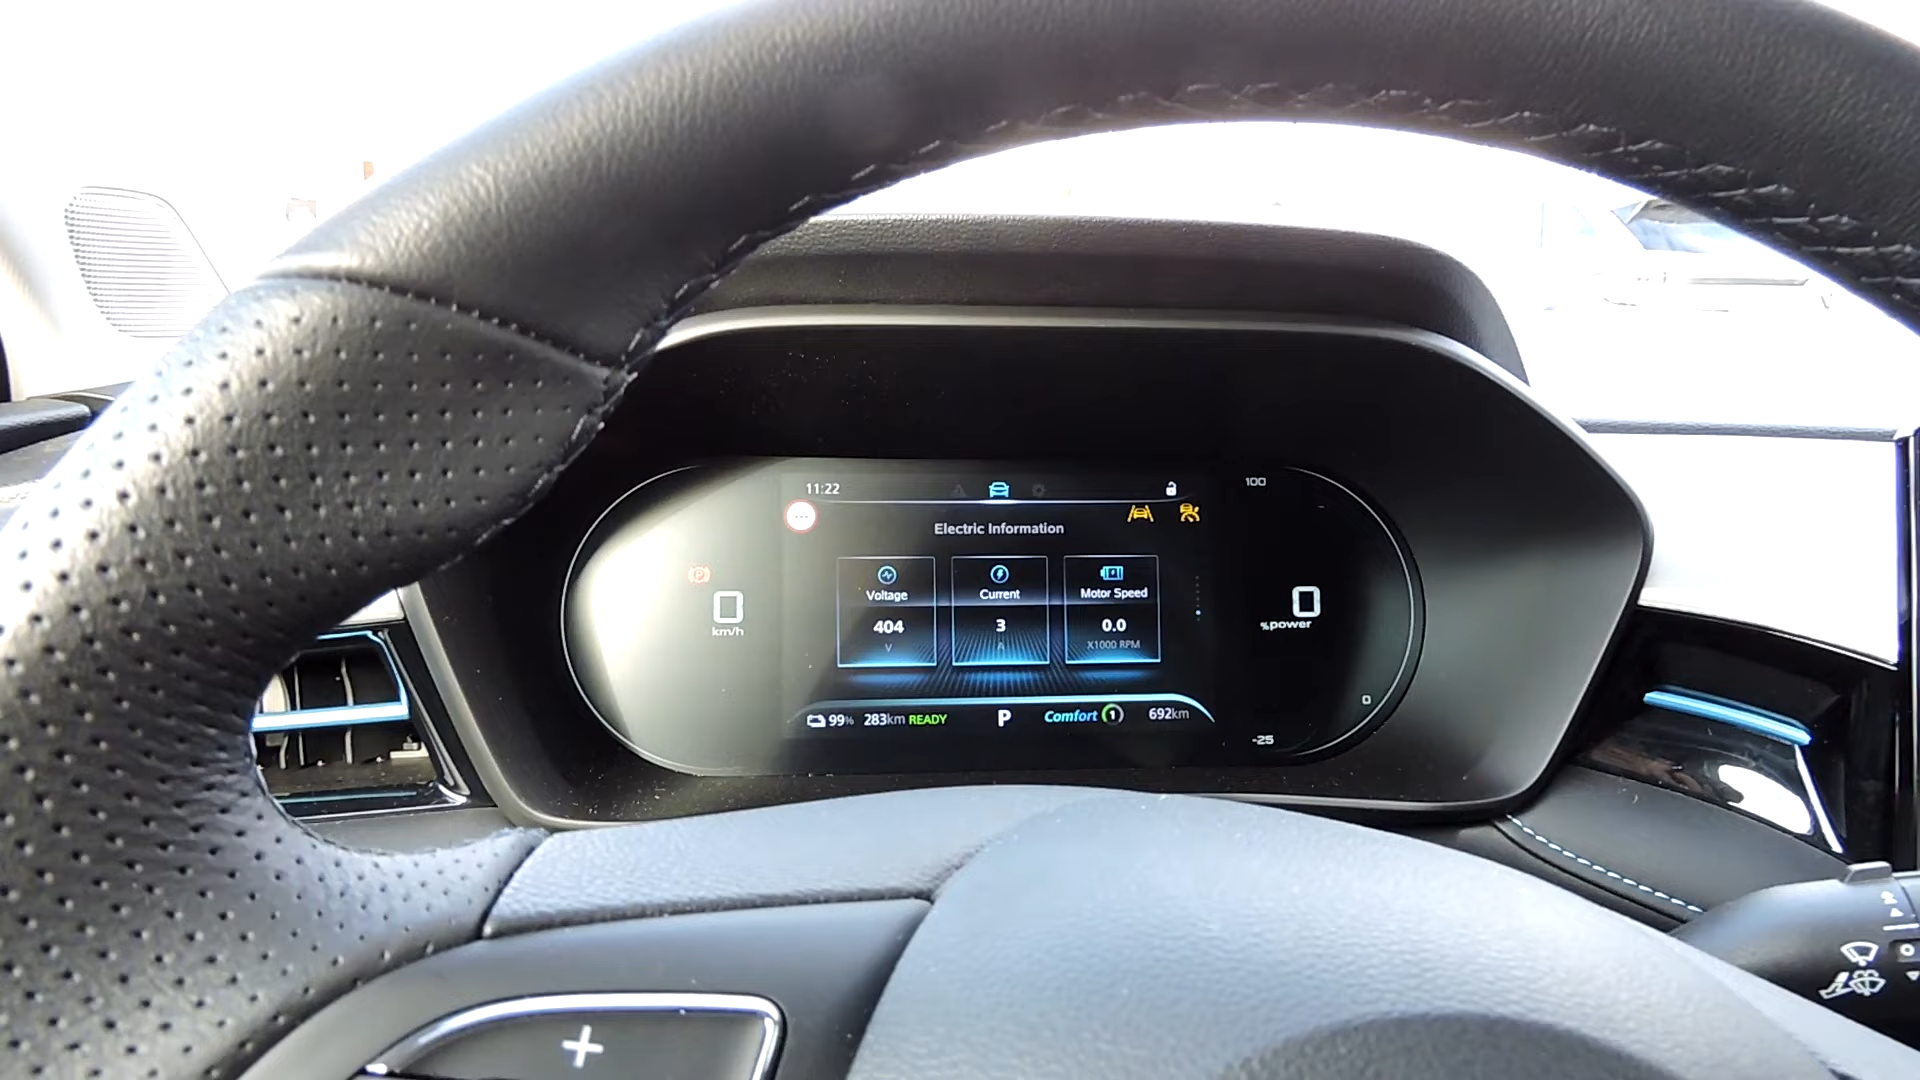 11:22
100
Electric Information
Voltage
404
V
Current
3
A
Motor Speed
0.0
X1000 RPM
P
0
km/h
0
%power
0
-25
99% 283km READY P Comfort 1 692km
+